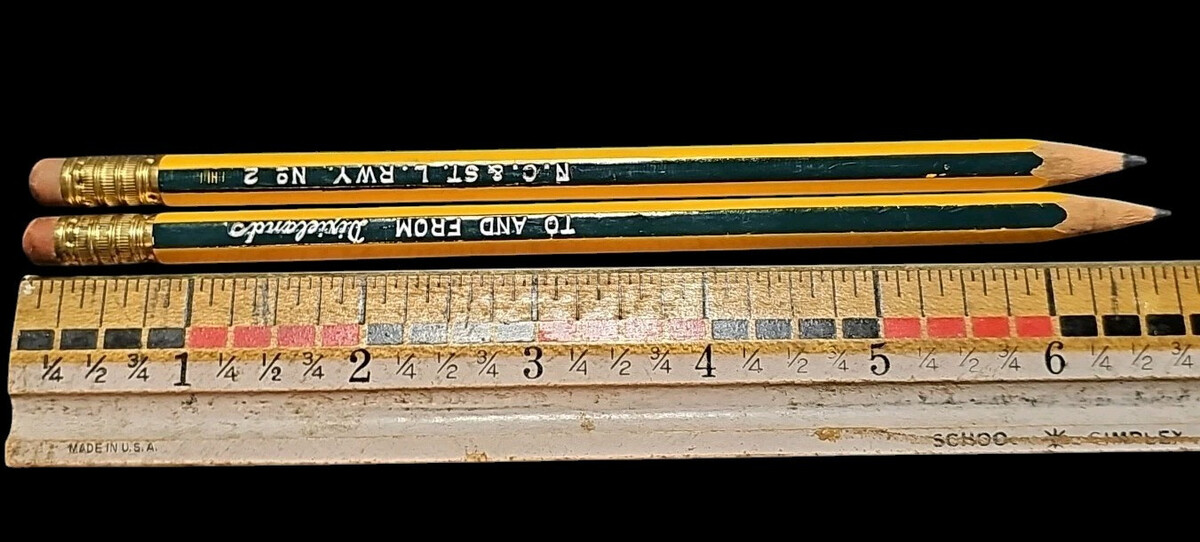 N.C.&ST.L.RWY. Nº 2
TO AND FROM Dixieland.
¼ ½ ¾ 1 ¼ ½ ¾ 2 ¼ ½ ¾ 3 ¼ ½ ¾ 4 ¼ ½ ¾ 5 ¼ ½ ¾ 6 ¼ ½ ¾
MADE IN U.S.A. SCHOO SIMPLEX